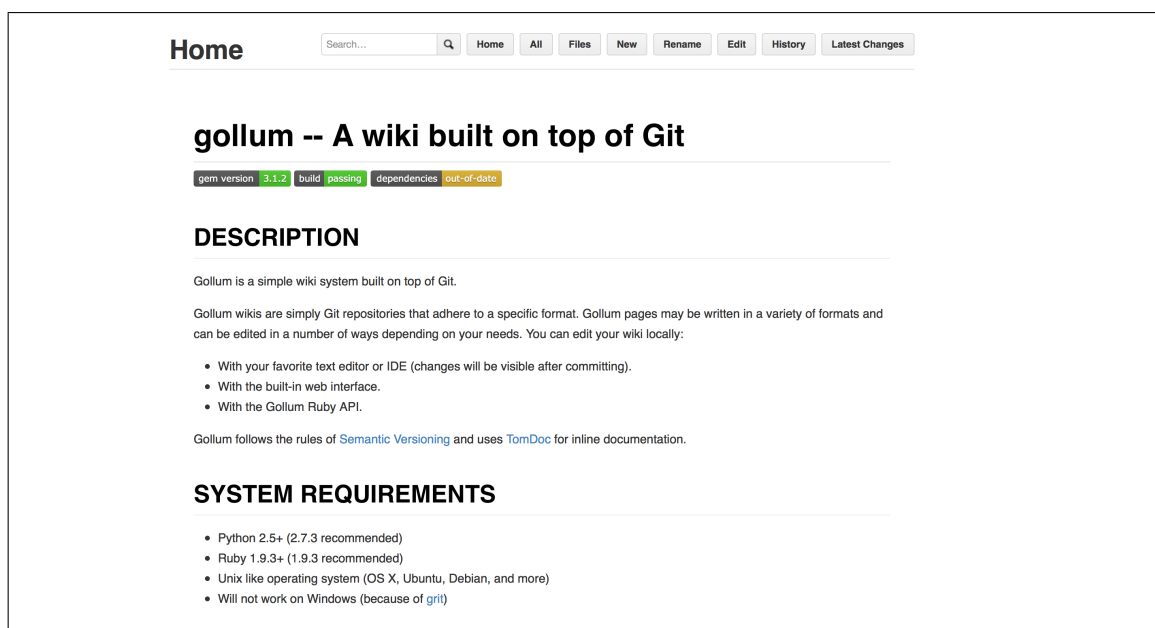 Home
Search...
Home All Files New Rename Edit History Latest Changes
gollum -- A wiki built on top of Git
gem version 3.1.2 build passing dependencies out-of-date
DESCRIPTION
Gollum is a simple wiki system built on top of Git.
Gollum wikis are simply Git repositories that adhere to a specific format. Gollum pages may be written in a variety of formats and
can be edited in a number of ways depending on your needs. You can edit your wiki locally:
• With your favorite text editor or IDE (changes will be visible after committing).
• With the built-in web interface.
• With the Gollum Ruby API.
Gollum follows the rules of Semantic Versioning and uses TomDoc for inline documentation.
SYSTEM REQUIREMENTS
• Python 2.5+ (2.7.3 recommended)
• Ruby 1.9.3+ (1.9.3 recommended)
• Unix like operating system (OS X, Ubuntu, Debian, and more)
• Will not work on Windows (because of grit)